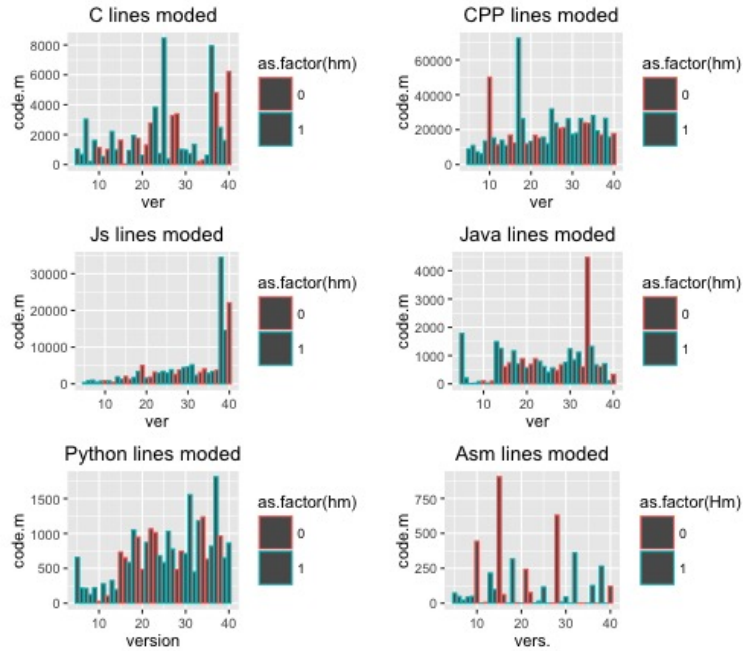 C lines moded
code.m
8000
6000
4000
2000
0
10 20 30 40
ver
as.factor(hm)
0
1
CPP lines moded
code.m
60000
40000
20000
0
10 20 30 40
ver
as.factor(hm)
0
1
Js lines moded
code.m
30000
20000
10000
0
10 20 30 40
ver
as.factor(hm)
0
1
Java lines moded
code.m
4000
3000
2000
1000
0
10 20 30 40
ver
as.factor(hm)
0
1
Python lines moded
code.m
1500
1000
500
0
10 20 30 40
version
as.factor(hm)
0
1
Asm lines moded
code.m
750
500
250
0
10 20 30 40
vers.
as.factor(Hm)
0
1